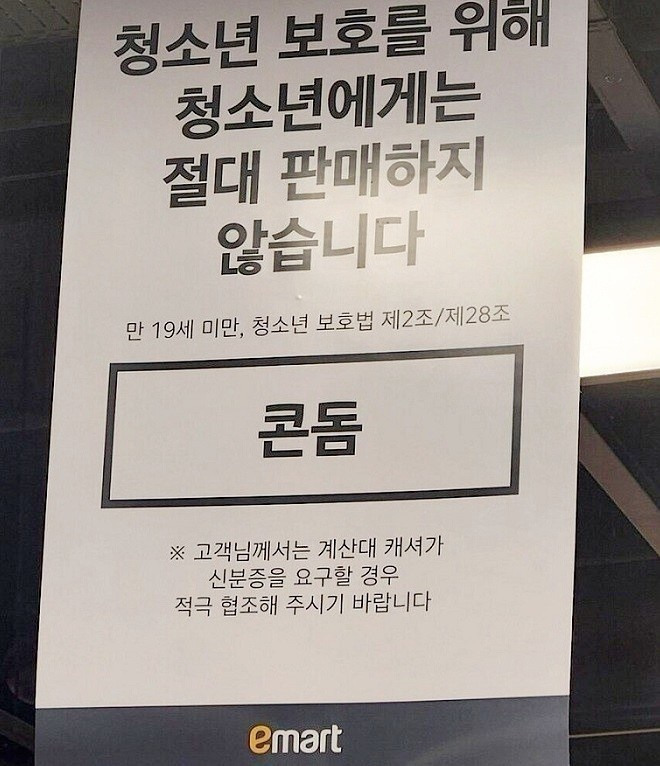 청소년 보호를 위해
청소년에게는
절대 판매하지
않습니다
만 19세 미만, 청소년 보호법 제2조/제28조
콘돔
※ 고객님께서는 계산대 캐셔가
신분증을 요구할 경우
적극 협조해 주시기 바랍니다
emart